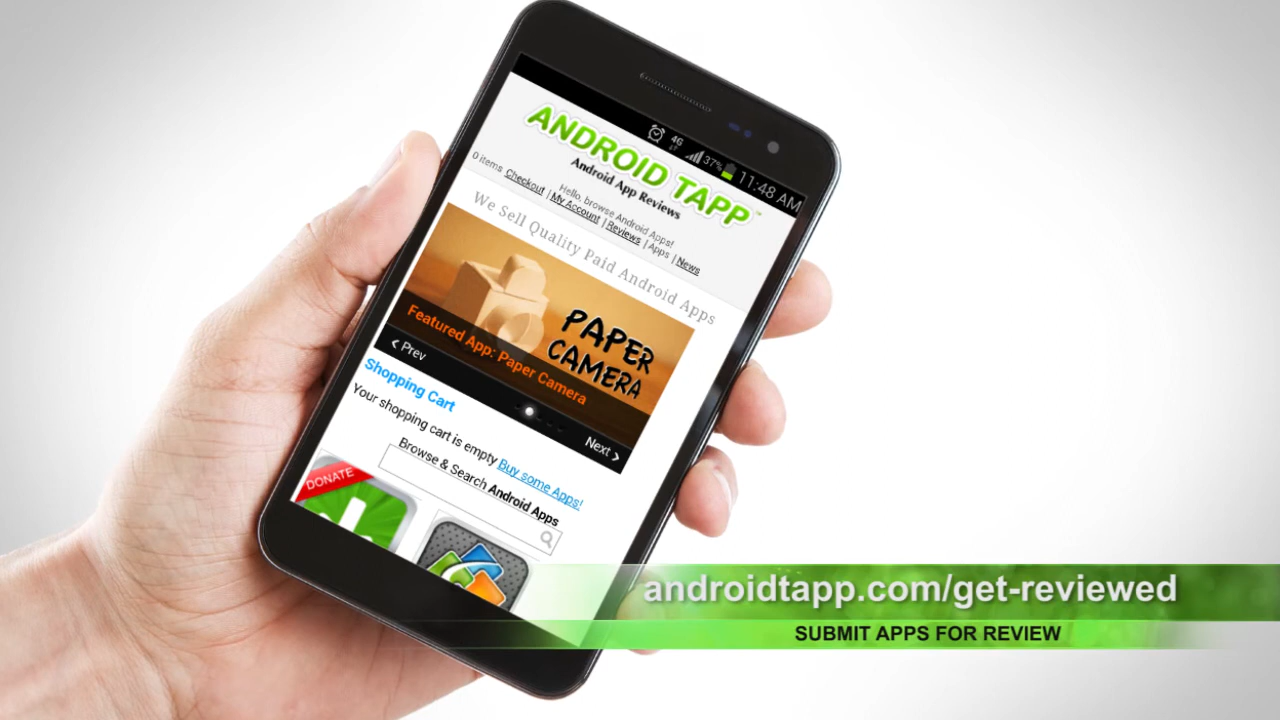 4G
37%
11:48 AM
ANDROID TAPP™
Android App Reviews
Hello, browse Android Apps!
0 items Checkout | My Account | Reviews | Apps | News
We Sell Quality Paid Android Apps
PAPER
CAMERA
Featured App: Paper Camera
‹ Prev
Next ›
Shopping Cart
Your shopping cart is empty Buy some Apps!
Browse & Search Android Apps
DONATE
androidtapp.com/get-reviewed
SUBMIT APPS FOR REVIEW